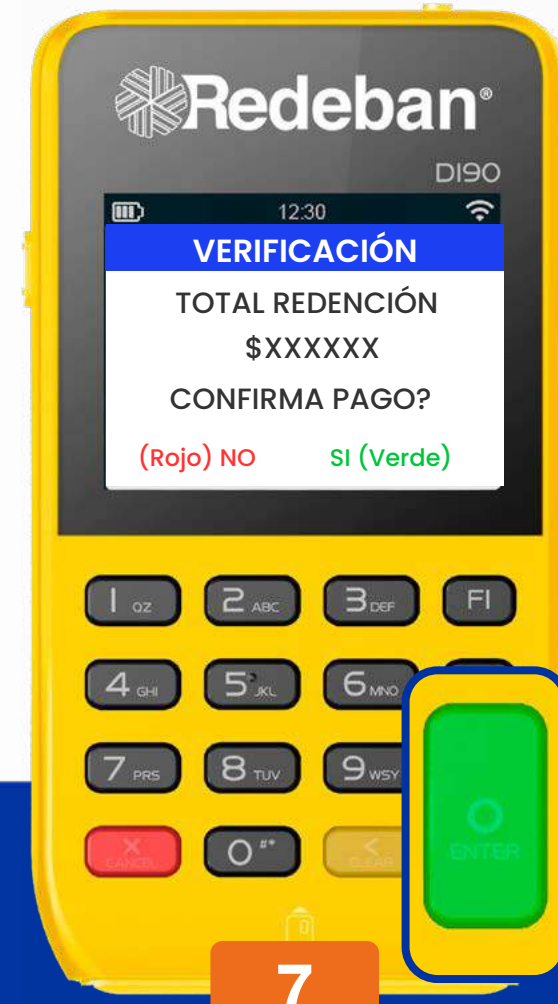 Redeban®
DI90
12:30
VERIFICACIÓN
TOTAL REDENCIÓN
$XXXXXX
CONFIRMA PAGO?
(Rojo) NO SI (Verde)
1 QZ 2 ABC 3 DEF F1
4 GHI 5 JKL 6 MNO
7 PRS 8 TUV 9 WSY
CANCEL 0 #* CLEAR ENTER
7